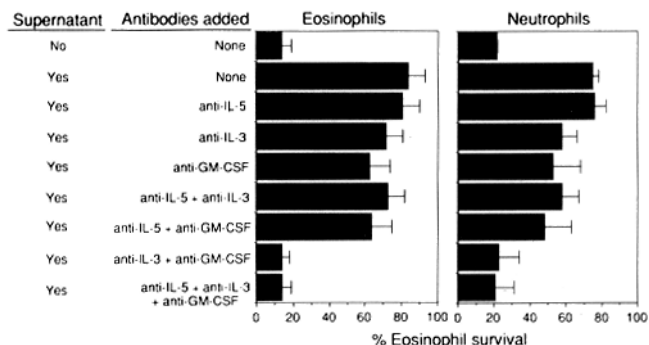 Supernatant Antibodies added Eosinophils Neutrophils
No None
Yes None
Yes anti-IL-5
Yes anti-IL-3
Yes anti-GM-CSF
Yes anti-IL-5 + anti-IL-3
Yes anti-IL-5 + anti-GM-CSF
Yes anti-IL-3 + anti-GM-CSF
Yes anti-IL-5 + anti-IL-3
+ anti-GM-CSF
0 20 40 60 80 100 0 20 40 60 80 100
% Eosinophil survival